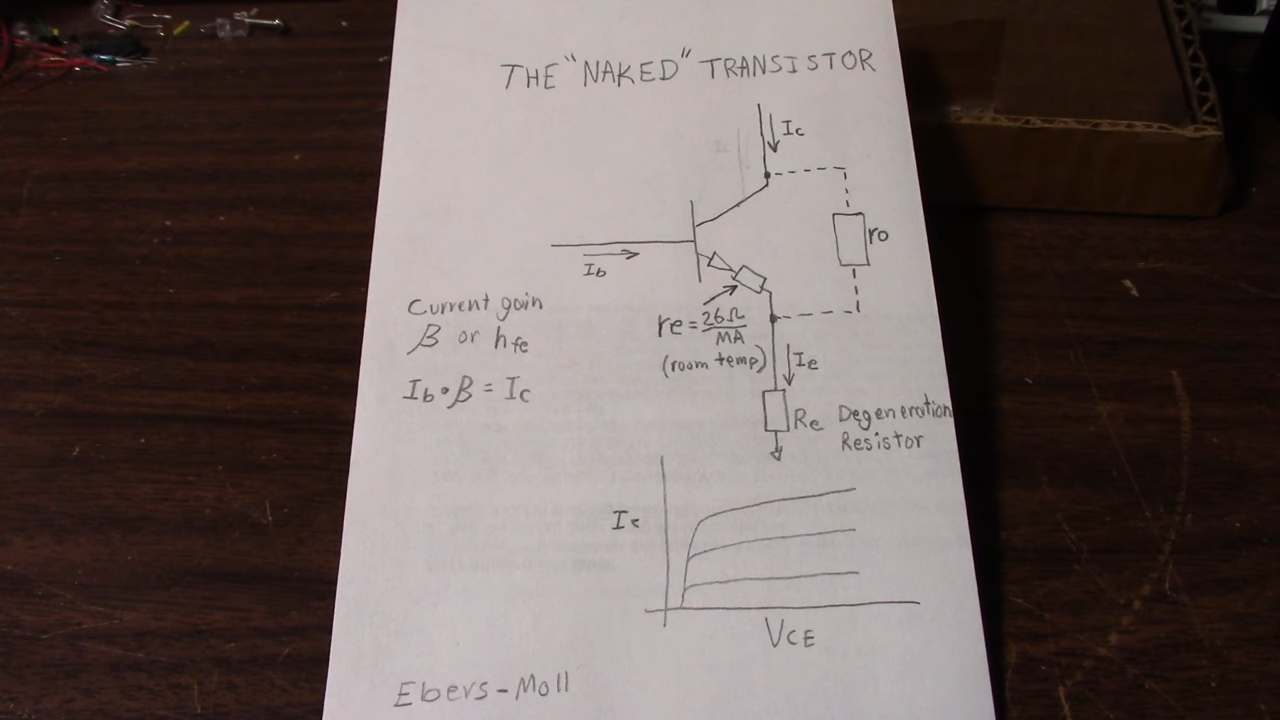 THE "NAKED" TRANSISTOR
Ic
Ib
ro
re = 26Ω
MA
(room temp)
Current gain
β or hfe
Ib • β = Ic
Ie
Re Degeneration
Resistor
Ic
VCE
Ebers-Moll